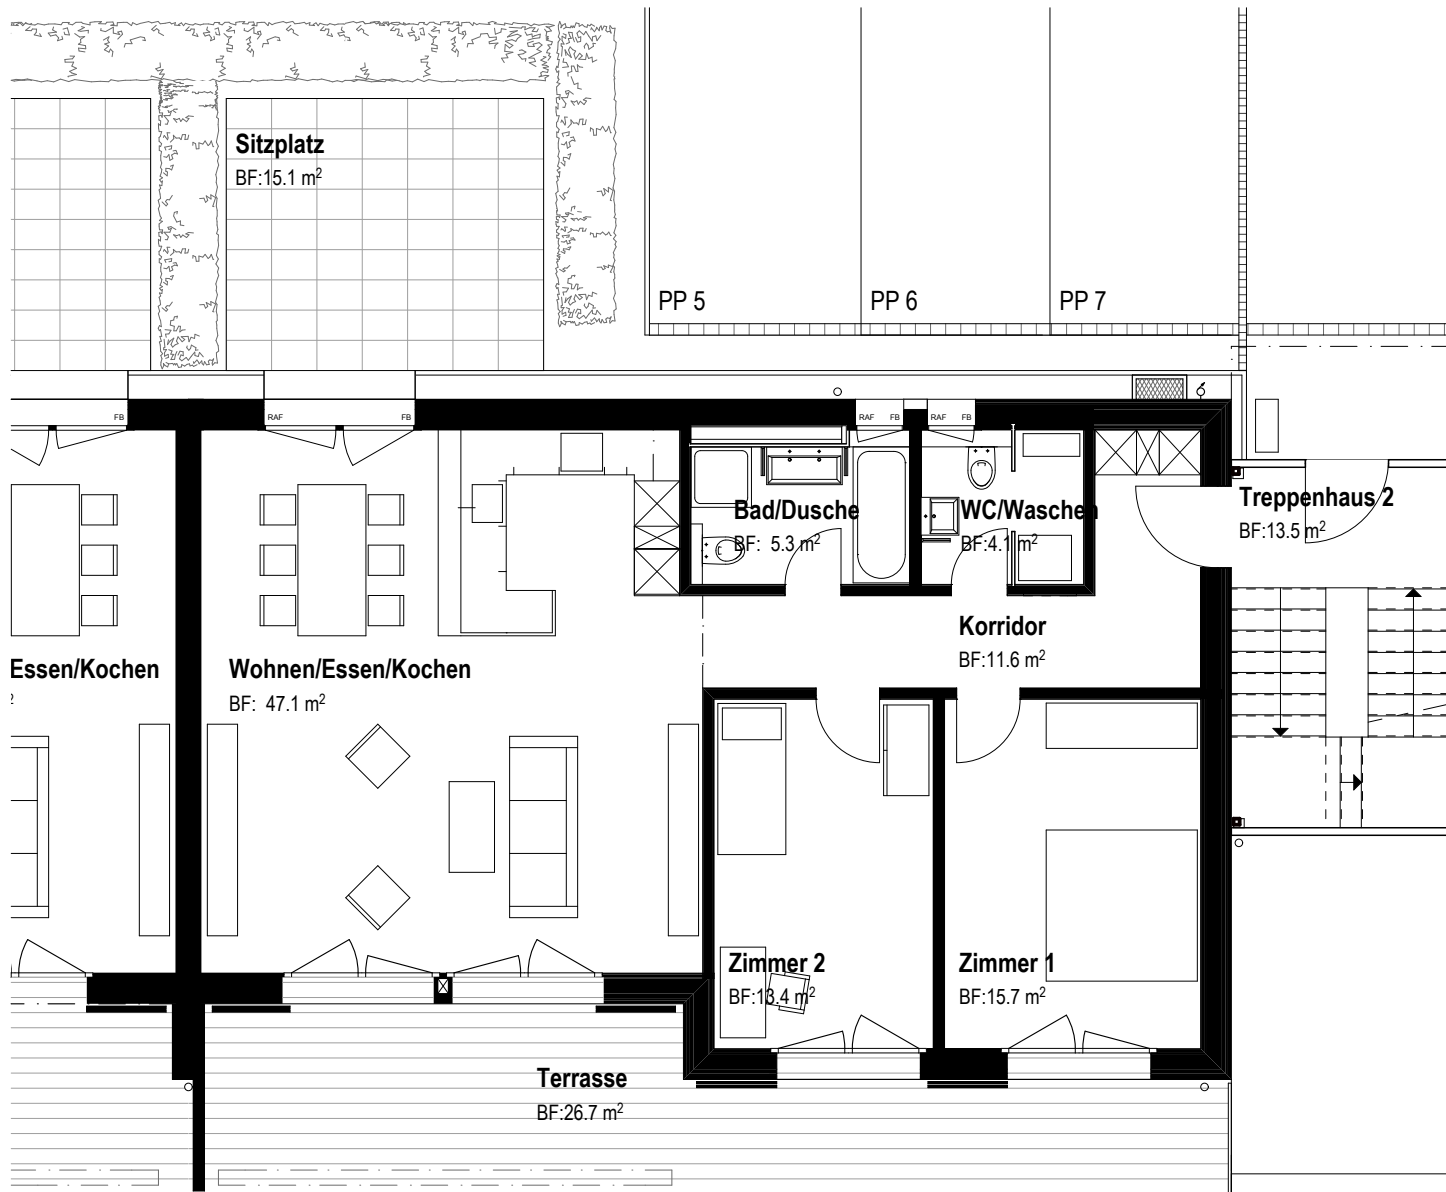 Sitzplatz
BF:15.1 m²
PP 5
PP 6
PP 7
FB
RAF
FB
RAF
FB
RAF
FB
Bad/Dusche
BF: 5.3 m²
WC/Waschen
BF:4.1 m²
Treppenhaus 2
BF:13.5 m²
Korridor
BF:11.6 m²
Essen/Kochen
2
Wohnen/Essen/Kochen
BF: 47.1 m²
Zimmer 2
BF:13.4 m²
Zimmer 1
BF:15.7 m²
Terrasse
BF:26.7 m²